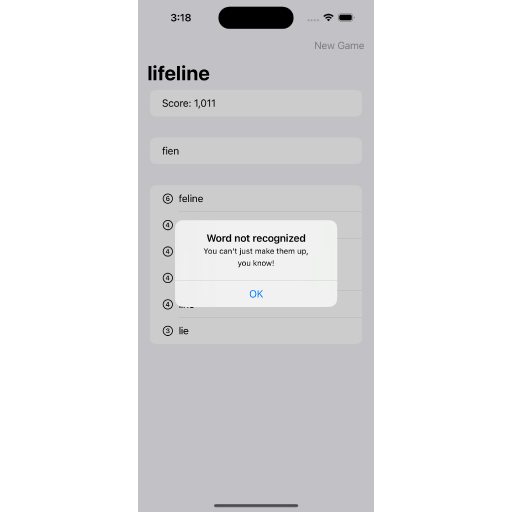 3:18
New Game
lifeline
Score: 1,011
fien
6 feline
4
4
4
4
3 lie
Word not recognized
You can't just make them up,
you know!
OK